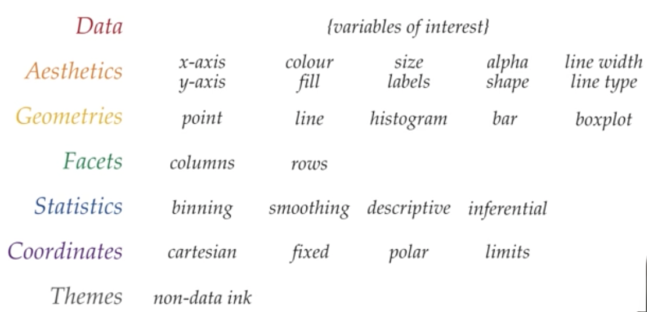 Data {variables of interest}
Aesthetics x-axis colour size alpha line width
y-axis fill labels shape line type
Geometries point line histogram bar boxplot
Facets columns rows
Statistics binning smoothing descriptive inferential
Coordinates cartesian fixed polar limits
Themes non-data ink